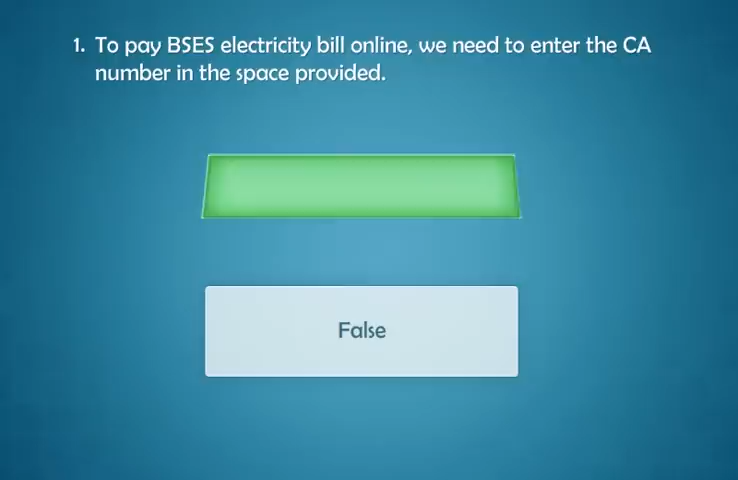 1. To pay BSES electricity bill online, we need to enter the CA
number in the space provided.
False